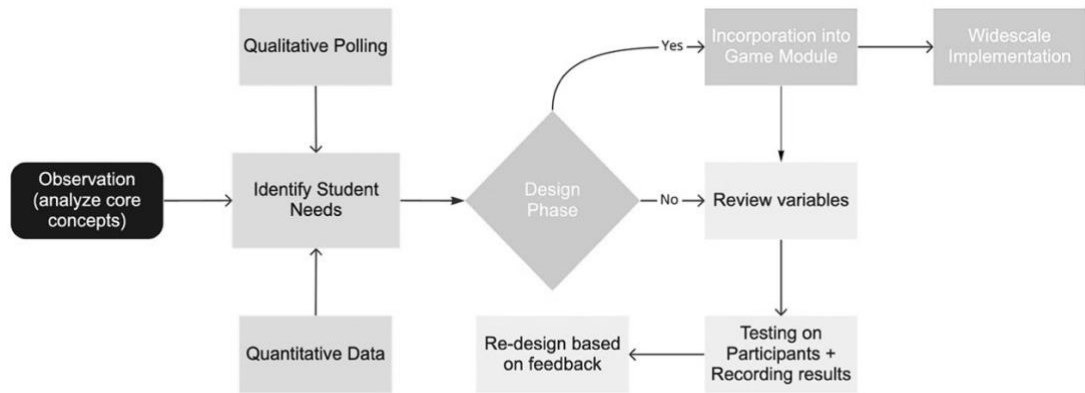 Qualitative Polling
Observation
(analyze core
concepts)
Identify Student
Needs
Quantitative Data
Design
Phase
Yes
No
Incorporation into
Game Module
Widescale
Implementation
Review variables
Testing on
Participants +
Recording results
Re-design based
on feedback